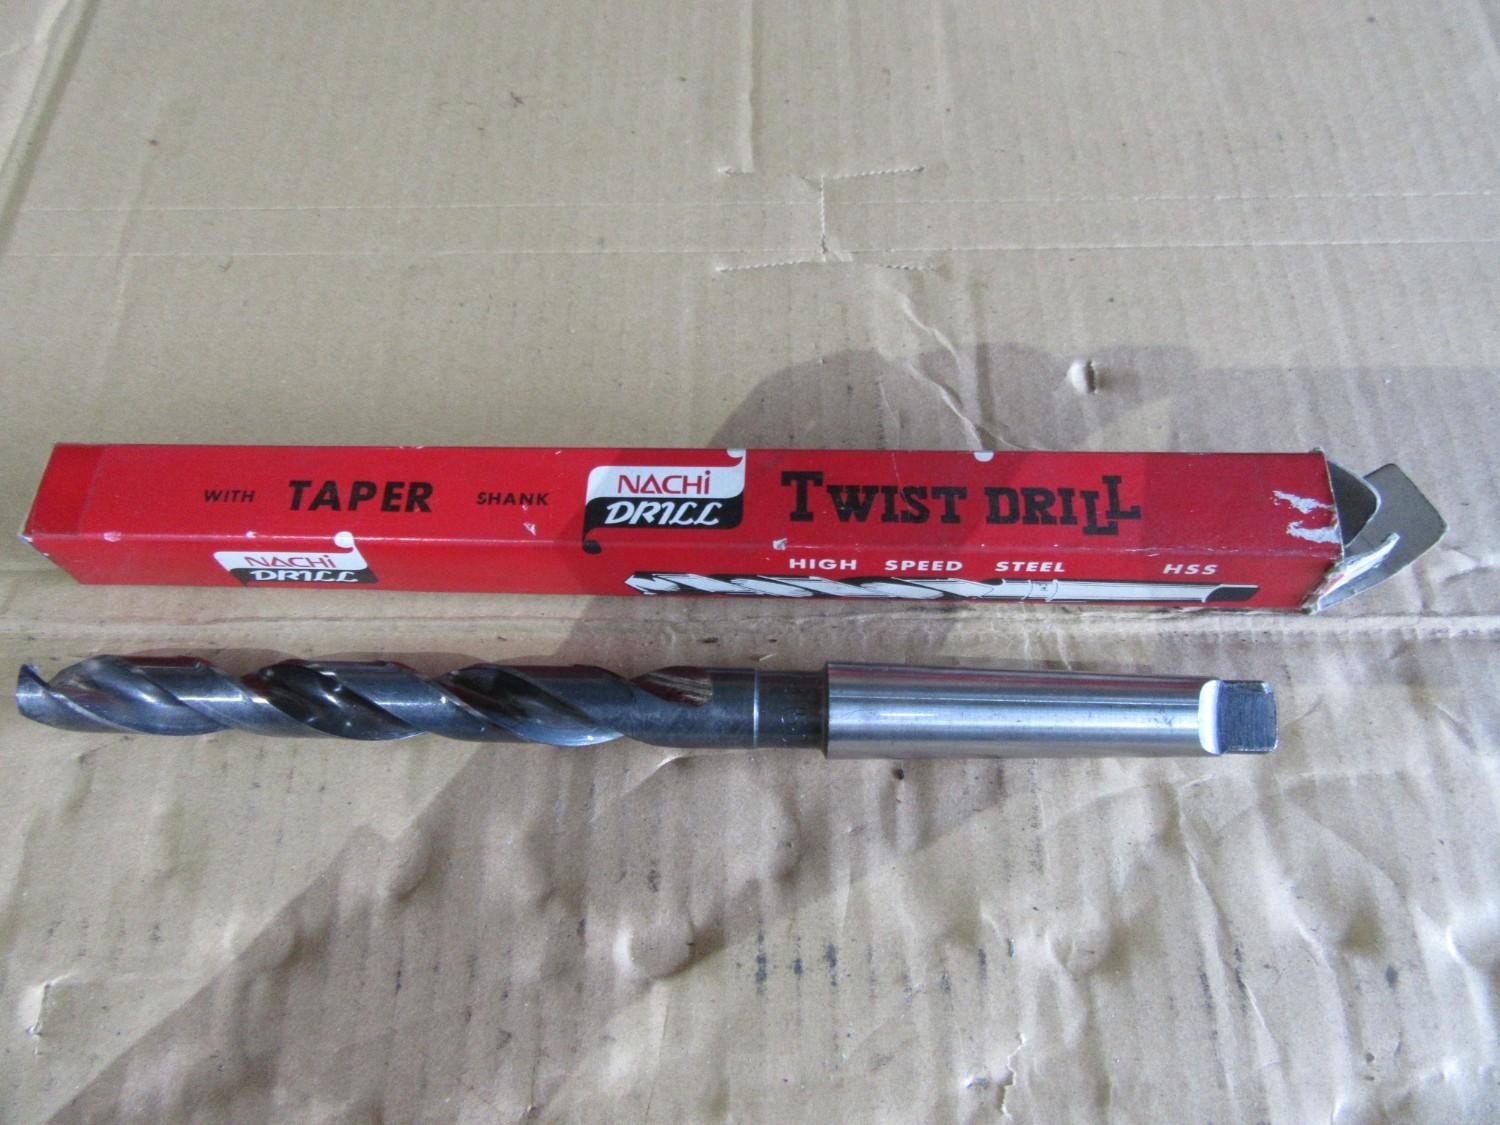 WITH TAPER SHANK
NACHi
DRILL
TWIST DRILL
HIGH SPEED STEEL HSS
NACHi
DRILL